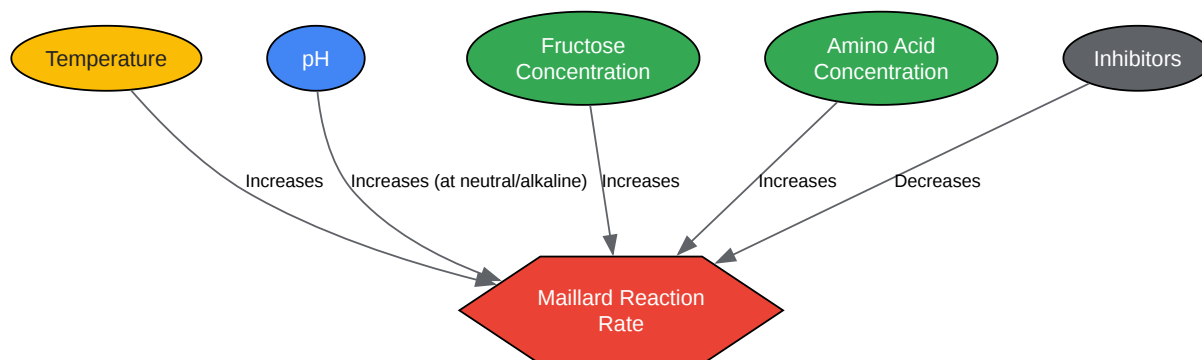 Temperature
pH
Fructose
Concentration
Amino Acid
Concentration
Inhibitors
Increases
Increases (at neutral/alkaline)
Increases
Increases
Decreases
Maillard Reaction
Rate